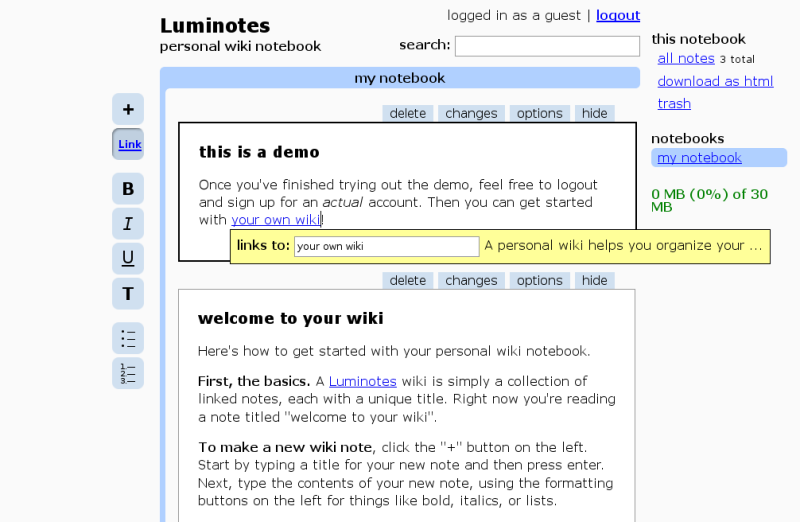 Luminotes
personal wiki notebook
logged in as a guest | logout
search:
my notebook
+
Link
B
I
U
T
1
2
3
delete changes options hide
this is a demo
Once you've finished trying out the demo, feel free to logout
and sign up for an actual account. Then you can get started
with your own wiki!
links to: your own wiki A personal wiki helps you organize your ...
delete changes options hide
welcome to your wiki
Here's how to get started with your personal wiki notebook.
First, the basics. A Luminotes wiki is simply a collection of
linked notes, each with a unique title. Right now you're reading
a note titled "welcome to your wiki".
To make a new wiki note, click the "+" button on the left.
Start by typing a title for your new note and then press enter.
Next, type the contents of your new note, using the formatting
buttons on the left for things like bold, italics, or lists.
this notebook
all notes 3 total
download as html
trash
notebooks
my notebook
0 MB (0%) of 30
MB